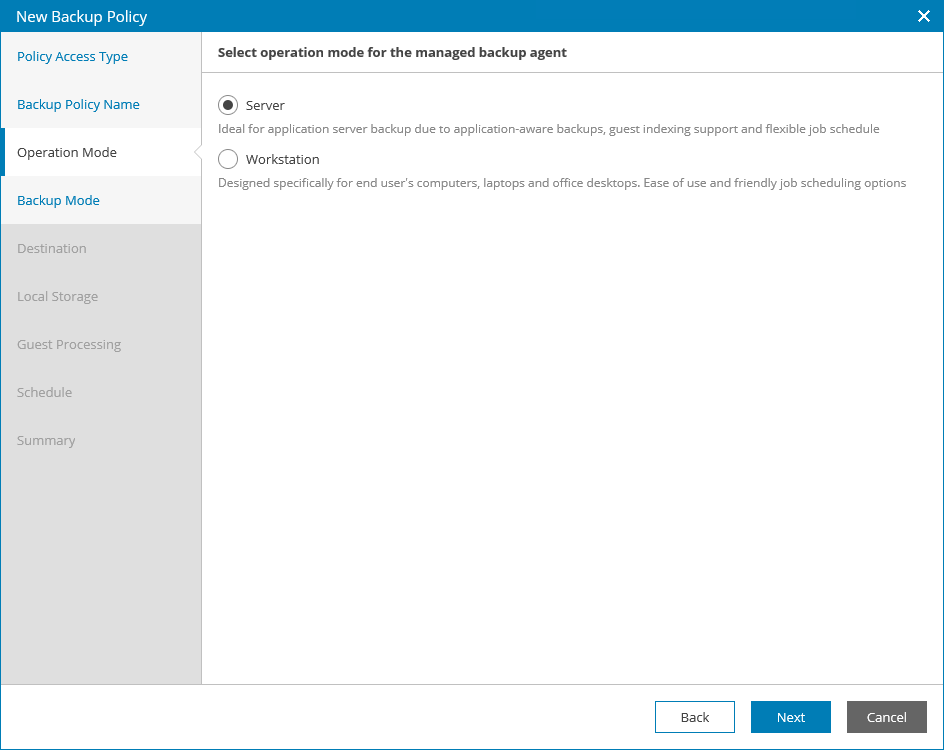 New Backup Policy
Policy Access Type
Backup Policy Name
Operation Mode
Backup Mode
Destination
Local Storage
Guest Processing
Schedule
Summary
Select operation mode for the managed backup agent
Server
Ideal for application server backup due to application-aware backups, guest indexing support and flexible job schedule
Workstation
Designed specifically for end user's computers, laptops and office desktops. Ease of use and friendly job scheduling options
Back
Next
Cancel